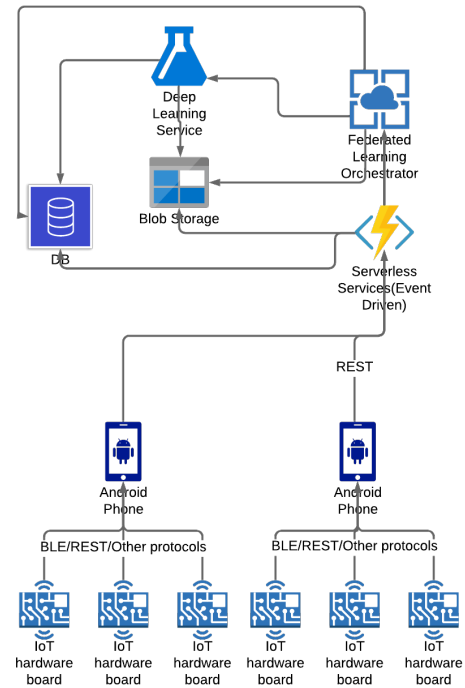 Deep
Learning
Service
Federated
Learning
Orchestrator
Blob Storage
DB
Serverless
Services(Event
Driven)
REST
Android
Phone
Android
Phone
BLE/REST/Other protocols
BLE/REST/Other protocols
IoT
hardware
board
IoT
hardware
board
IoT
hardware
board
IoT
hardware
board
IoT
hardware
board
IoT
hardware
board